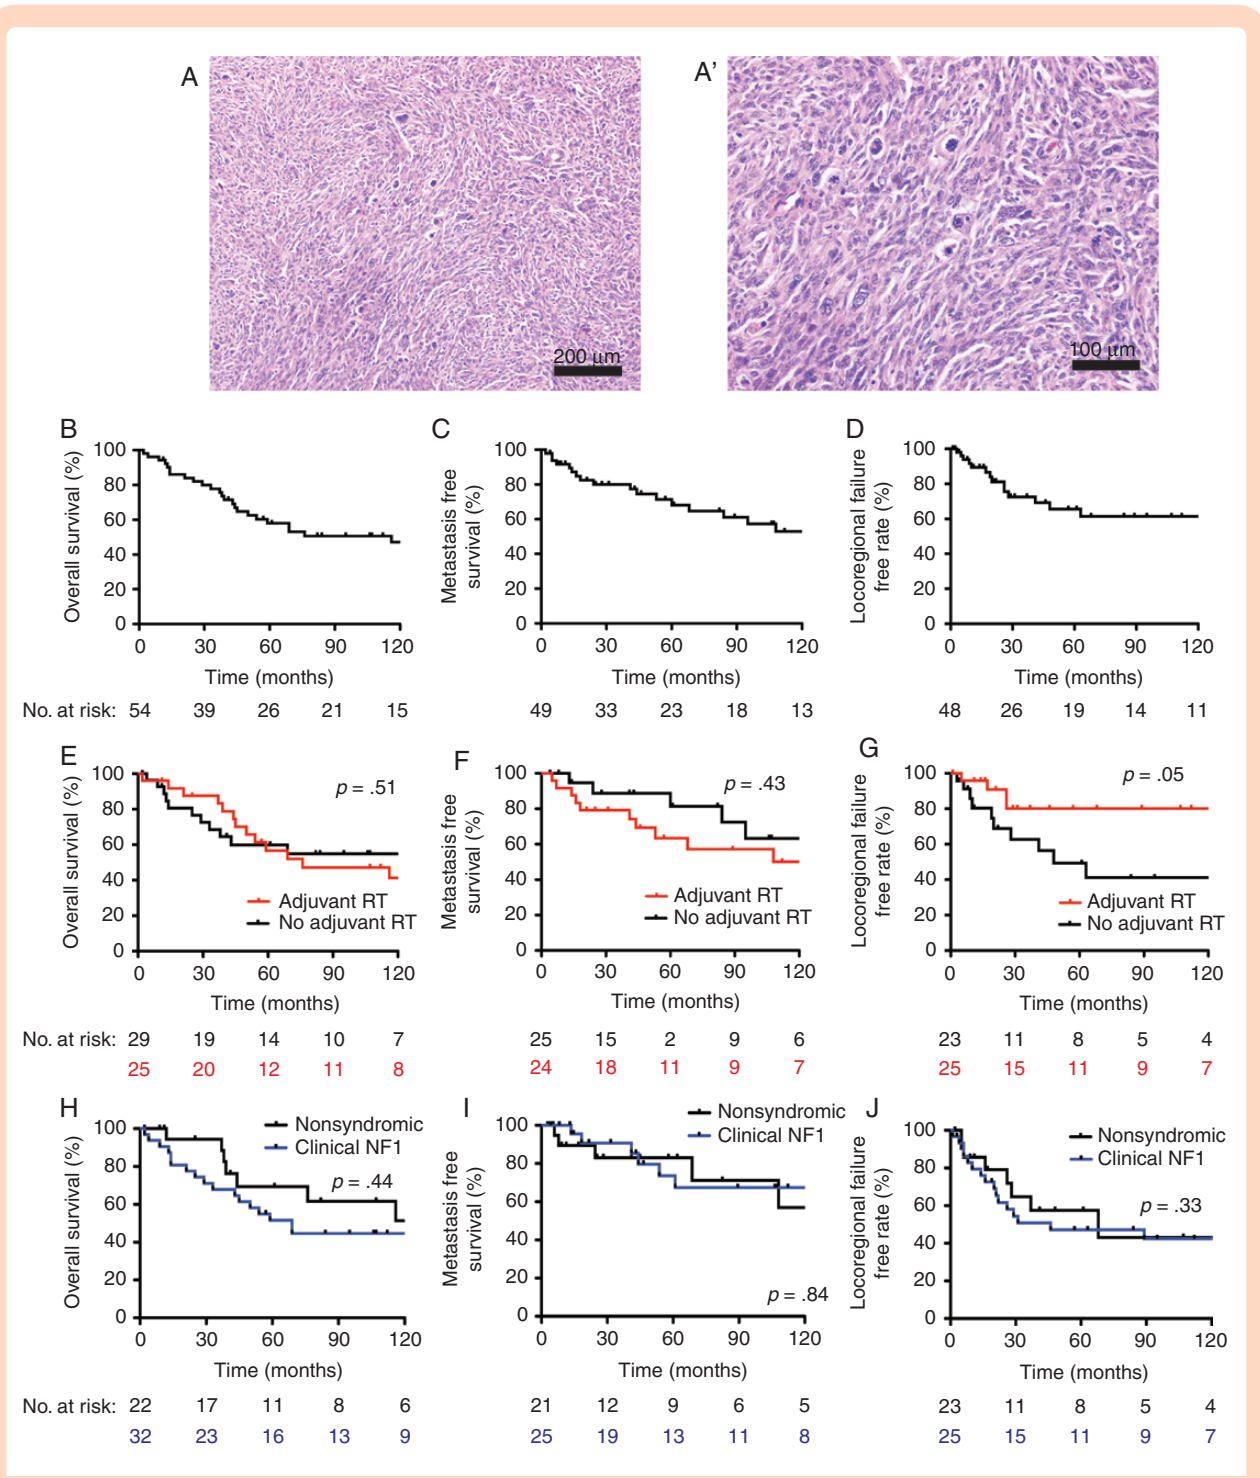 A
A’
200 µm
100 µm
B
C
D
Overall survival (%)
100
80
60
40
20
0
0 30 60 90 120
Time (months)
Metastasis free
survival (%)
100
80
60
40
20
0
0 30 60 90 120
Time (months)
Locoregional failure
free rate (%)
100
80
60
40
20
0
0 30 60 90 120
Time (months)
No. at risk: 54 39 26 21 15
49 33 23 18 13
48 26 19 14 11
E
F
G
Overall survival (%)
100
80
60
40
20
0
p = .51
Adjuvant RT
No adjuvant RT
0 30 60 90 120
Time (months)
Metastasis free
survival (%)
100
80
60
40
20
0
p = .43
Adjuvant RT
No adjuvant RT
0 30 60 90 120
Time (months)
Locoregional failure
free rate (%)
100
80
60
40
20
0
p = .05
Adjuvant RT
No adjuvant RT
0 30 60 90 120
Time (months)
No. at risk: 29 19 14 10 7
25 20 12 11 8
25 15 2 9 6
24 18 11 9 7
23 11 8 5 4
25 15 11 9 7
H
I
J
Overall survival (%)
100
80
60
40
20
0
Nonsyndromic
Clinical NF1
p = .44
0 30 60 90 120
Time (months)
Metastasis free
survival (%)
100
80
60
40
20
0
Nonsyndromic
Clinical NF1
p = .84
0 30 60 90 120
Time (months)
Locoregional failure
free rate (%)
100
80
60
40
20
0
Nonsyndromic
Clinical NF1
p = .33
0 30 60 90 120
Time (months)
No. at risk: 22 17 11 8 6
32 23 16 13 9
21 12 9 6 5
25 19 13 11 8
23 11 8 5 4
25 15 11 9 7